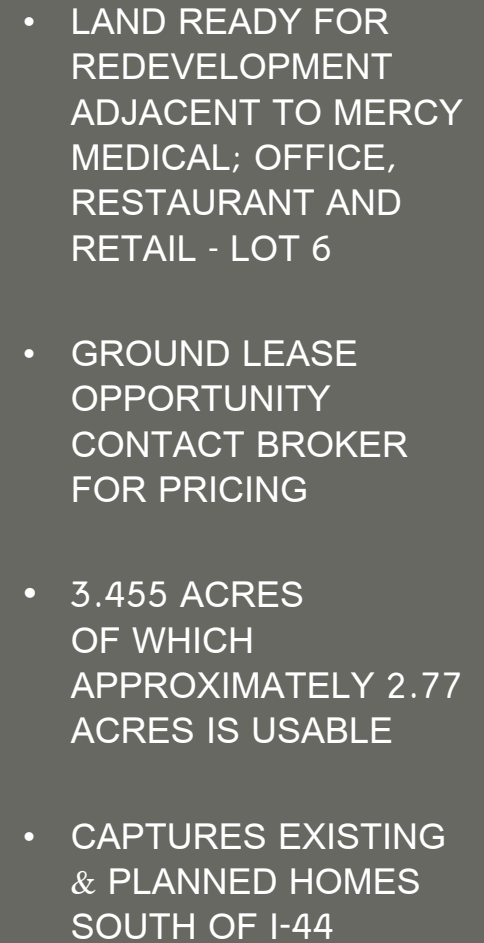 • LAND READY FOR
REDEVELOPMENT
ADJACENT TO MERCY
MEDICAL; OFFICE,
RESTAURANT AND
RETAIL - LOT 6
• GROUND LEASE
OPPORTUNITY
CONTACT BROKER
FOR PRICING
• 3.455 ACRES
OF WHICH
APPROXIMATELY 2.77
ACRES IS USABLE
• CAPTURES EXISTING
& PLANNED HOMES
SOUTH OF I-44